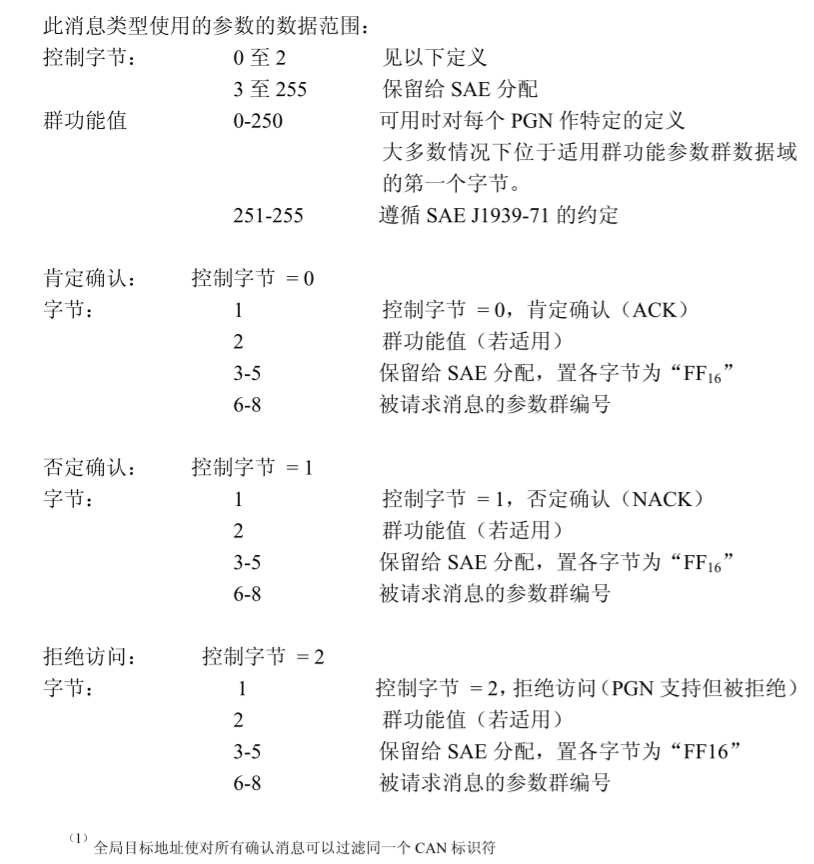 此消息类型使用的参数的数据范围：
控制字节： 0 至 2 见以下定义
3 至 255 保留给 SAE 分配
群功能值 0-250 可用时对每个 PGN 作特定的定义
大多数情况下位于适用群功能参数群数据域
的第一个字节。
251-255 遵循 SAE J1939-71 的约定
肯定确认： 控制字节 = 0
字节： 1 控制字节 = 0，肯定确认（ACK）
2 群功能值（若适用）
3-5 保留给 SAE 分配，置各字节为“FF₁₆”
6-8 被请求消息的参数群编号
否定确认： 控制字节 = 1
字节： 1 控制字节 = 1，否定确认（NACK）
2 群功能值（若适用）
3-5 保留给 SAE 分配，置各字节为“FF₁₆”
6-8 被请求消息的参数群编号
拒绝访问： 控制字节 = 2
字节： 1 控制字节 = 2，拒绝访问（PGN 支持但被拒绝）
2 群功能值（若适用）
3-5 保留给 SAE 分配，置各字节为“FF16”
6-8 被请求消息的参数群编号
（1） 全局目标地址使对所有确认消息可以过滤同一个 CAN 标识符